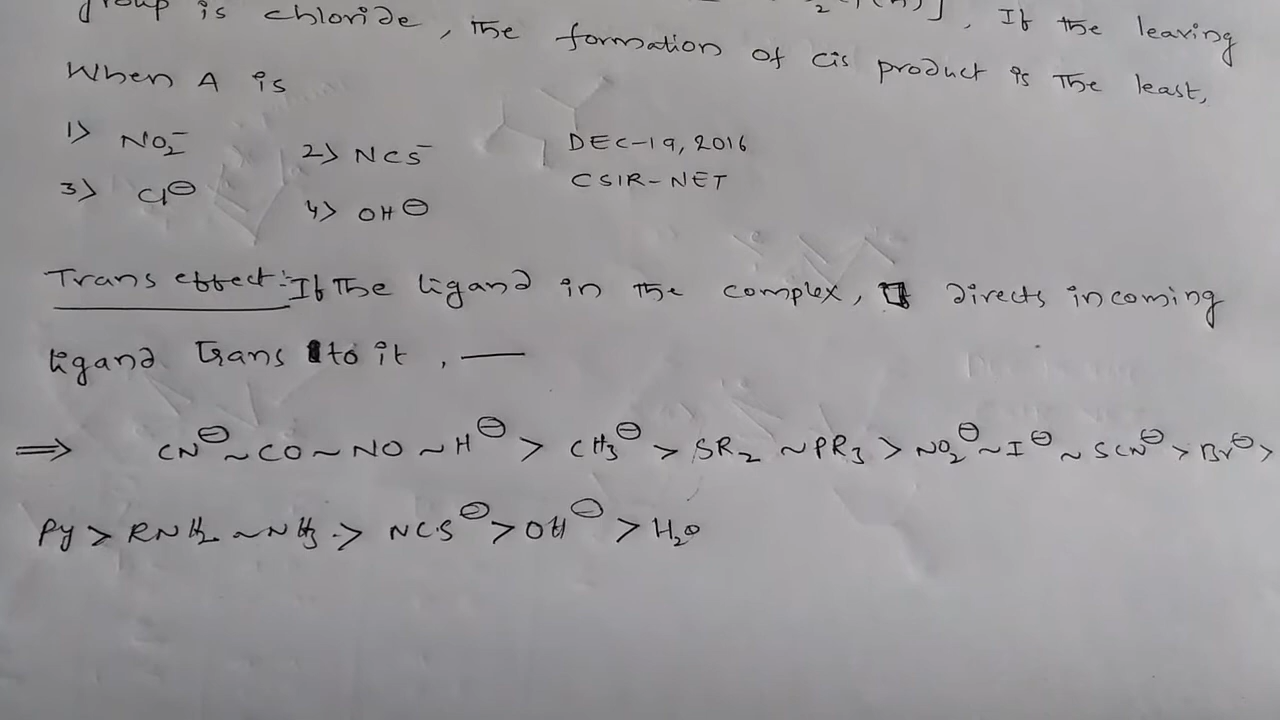 group is chloride, the formation of cis product is the least,
If the leaving
When A is
1) NO₂⁻ 2) NCS⁻
3) Cl⊖ 4) OH⊖
DEC-19, 2016
CSIR-NET
Trans effect:- If The ligand in the complex, directs incoming
ligand trans to it, —
⇒ CN⊖ ~ CO ~ NO ~ H⊖ > CH₃⊖ > SR₂ ~ PR₃ > NO₂⊖ ~ I⊖ ~ SCN⊖ > Br⊖ >
Py > RNH₂ ~ NH₃ > NCS⊖ > OH⊖ > H₂O